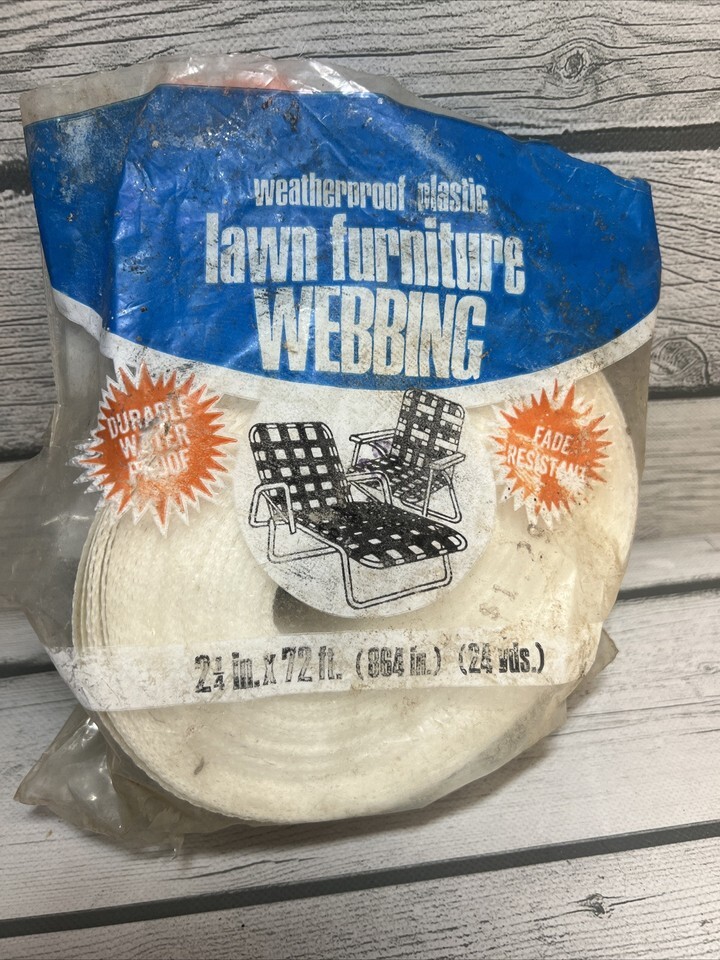 weatherproof plastic
lawn furniture
WEBBING
DURABLE
WATER
PROOF
FADE
RESISTANT
2¼ in. x 72 ft. (864 in.) (24 yds.)